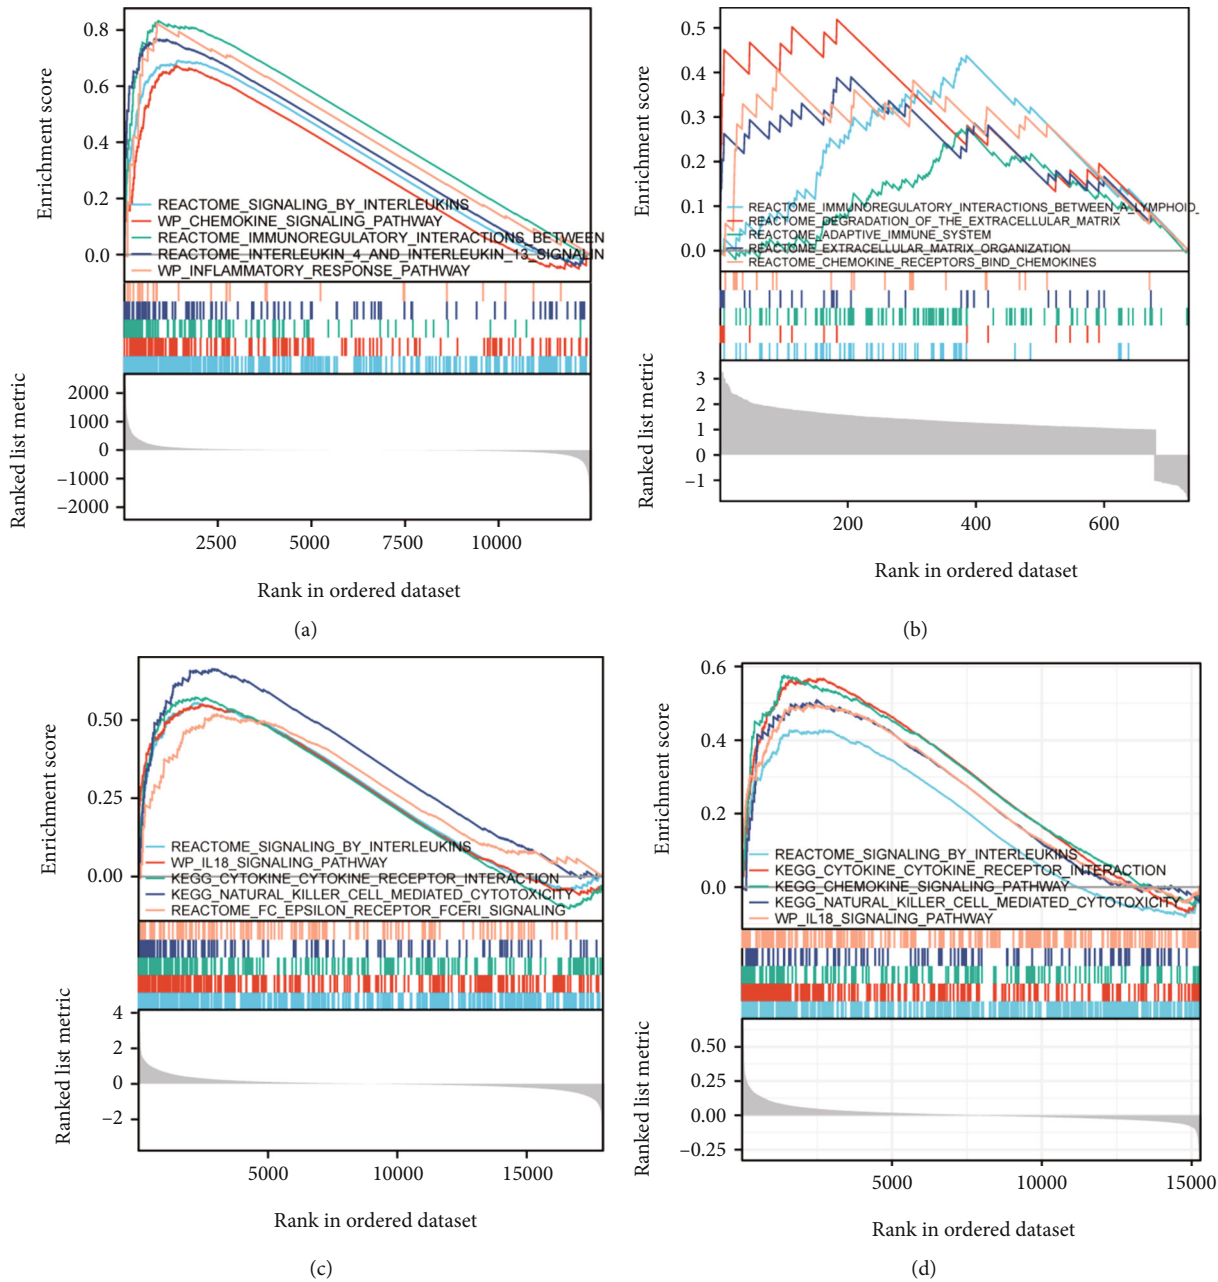 0.8
0.6
0.4
0.2
0.0
Enrichment score
REACTOME_SIGNALING_BY_INTERLEUKINS
WP_CHEMOKINE_SIGNALING_PATHWAY
REACTOME_IMMUNOREGULATORY_INTERACTIONS_BETWEEN
REACTOME_INTERLEUKIN_4_AND_INTERLEUKIN_13_SIGNALIN
WP_INFLAMMATORY_RESPONSE_PATHWAY
2000
1000
0
−1000
−2000
Ranked list metric
2500 5000 7500 10000
Rank in ordered dataset
(a)
0.5
0.4
0.3
0.2
0.1
0.0
Enrichment score
REACTOME_IMMUNOREGULATORY_INTERACTIONS_BETWEEN_A_LYMPHOID_
REACTOME_DEGRADATION_OF_THE_EXTRACELLULAR_MATRIX
REACTOME_ADAPTIVE_IMMUNE_SYSTEM
REACTOME_EXTRACELLULAR_MATRIX_ORGANIZATION
REACTOME_CHEMOKINE_RECEPTORS_BIND_CHEMOKINES
3
2
1
0
−1
Ranked list metric
200 400 600
Rank in ordered dataset
(b)
0.50
0.25
0.00
Enrichment score
REACTOME_SIGNALING_BY_INTERLEUKINS
WP_IL18_SIGNALING_PATHWAY
KEGG_CYTOKINE_CYTOKINE_RECEPTOR_INTERACTION
KEGG_NATURAL_KILLER_CELL_MEDIATED_CYTOTOXICITY
REACTOME_FC_EPSILON_RECEPTOR_FCERI_SIGNALING
4
2
0
−2
Ranked list metric
5000 10000 15000
Rank in ordered dataset
(c)
0.6
0.4
0.2
0.0
Enrichment score
REACTOME_SIGNALING_BY_INTERLEUKINS
KEGG_CYTOKINE_CYTOKINE_RECEPTOR_INTERACTION
KEGG_CHEMOKINE_SIGNALING_PATHWAY
KEGG_NATURAL_KILLER_CELL_MEDIATED_CYTOTOXICITY
WP_IL18_SIGNALING_PATHWAY
0.50
0.25
0.00
−0.25
Ranked list metric
5000 10000 15000
Rank in ordered dataset
(d)